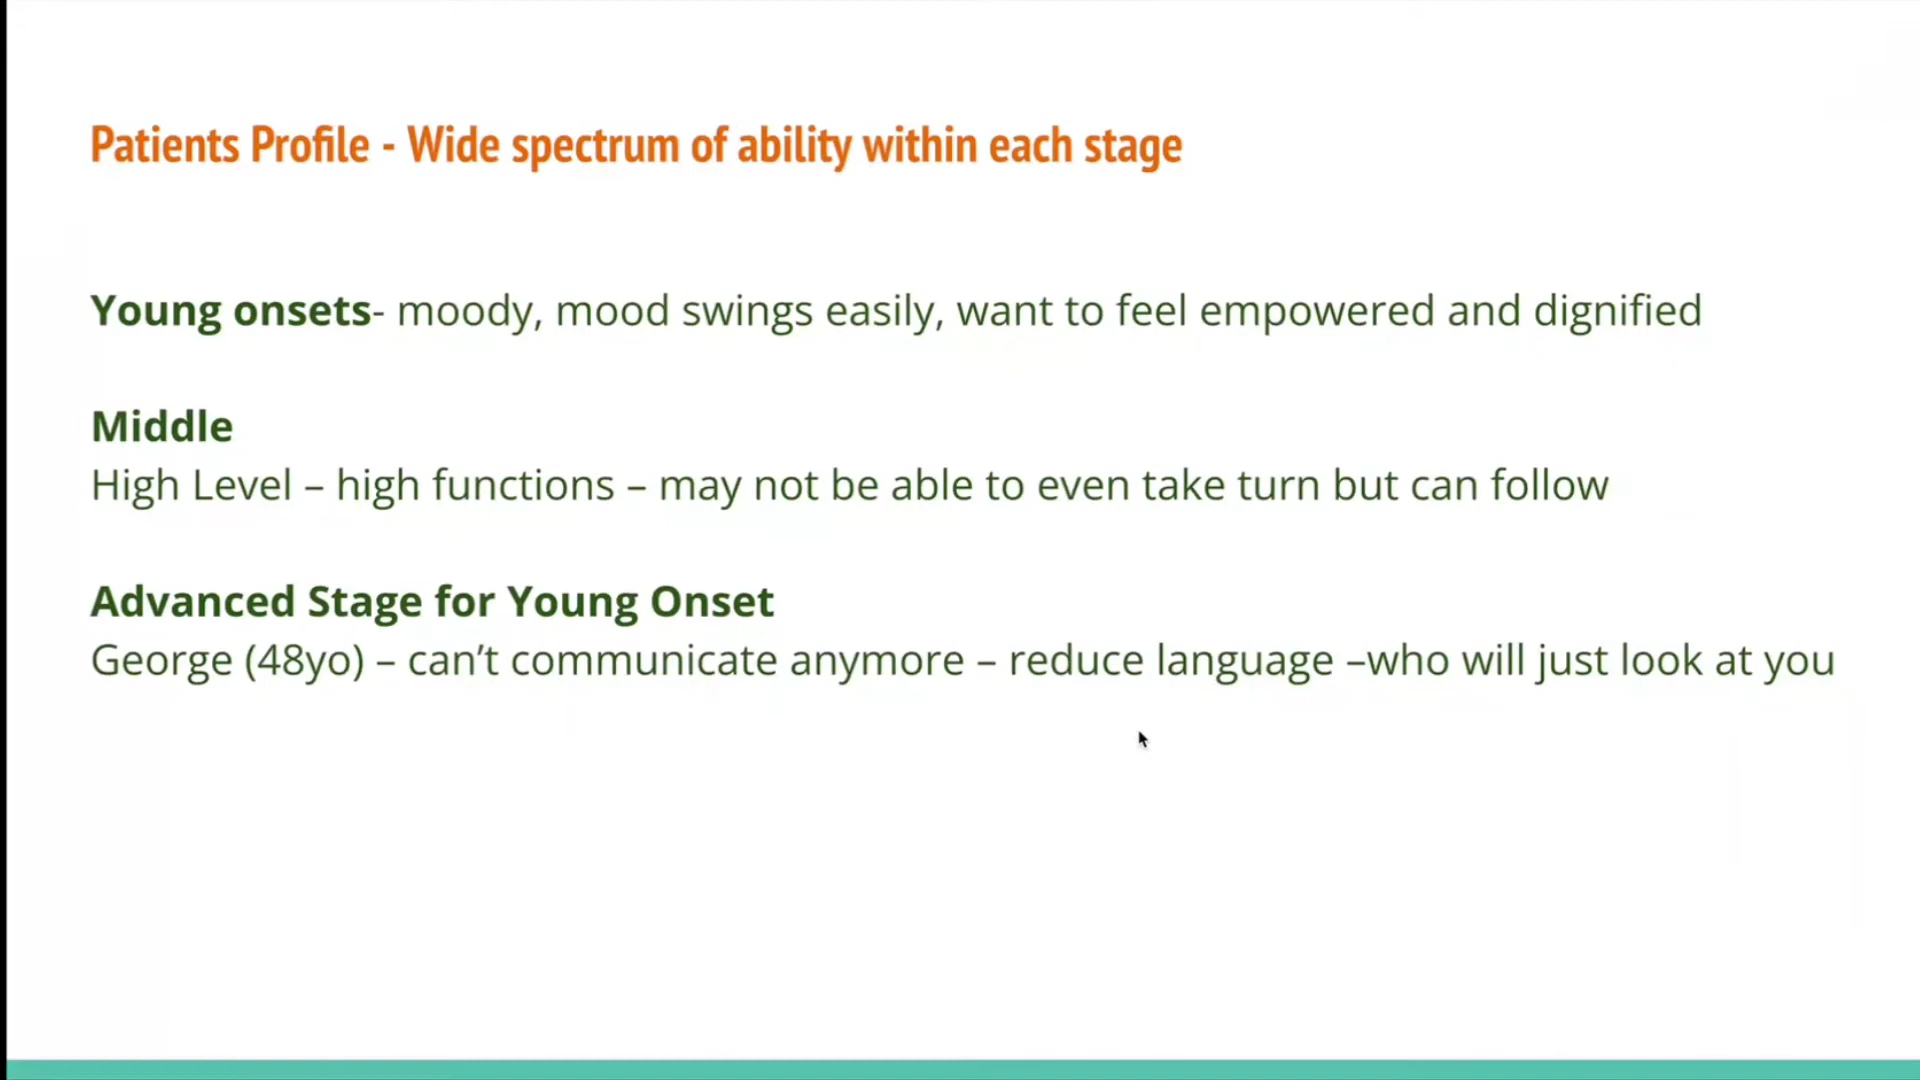 Patients Profile - Wide spectrum of ability within each stage
Young onsets- moody, mood swings easily, want to feel empowered and dignified
Middle
High Level – high functions – may not be able to even take turn but can follow
Advanced Stage for Young Onset
George (48yo) – can’t communicate anymore – reduce language –who will just look at you